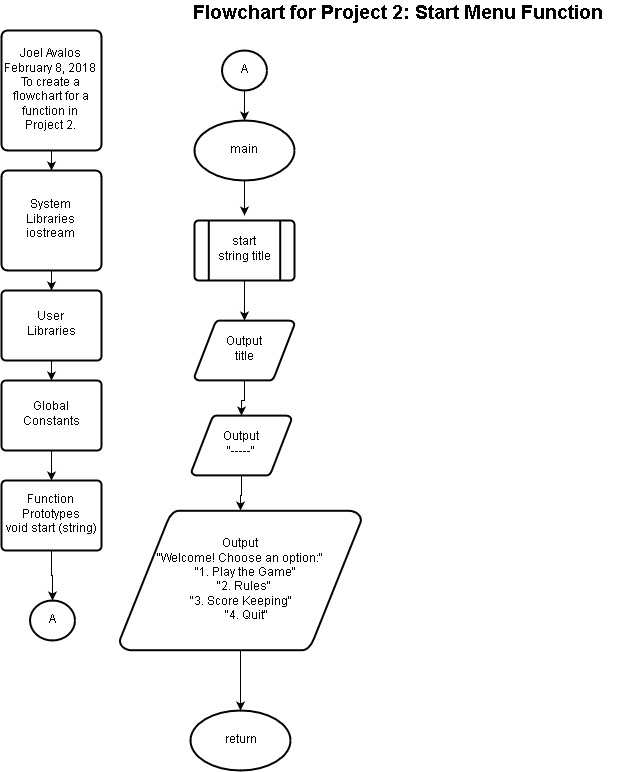 Flowchart for Project 2: Start Menu Function
Joel Avalos
February 8, 2018
To create a
flowchart for a
function in
Project 2.
System
Libraries
iostream
User
Libraries
Global
Constants
Function
Prototypes
void start (string)
A
A
main
start
string title
Output
title
Output
"-----"
Output
"Welcome! Choose an option:"
"1. Play the Game"
"2. Rules"
"3. Score Keeping"
"4. Quit"
return